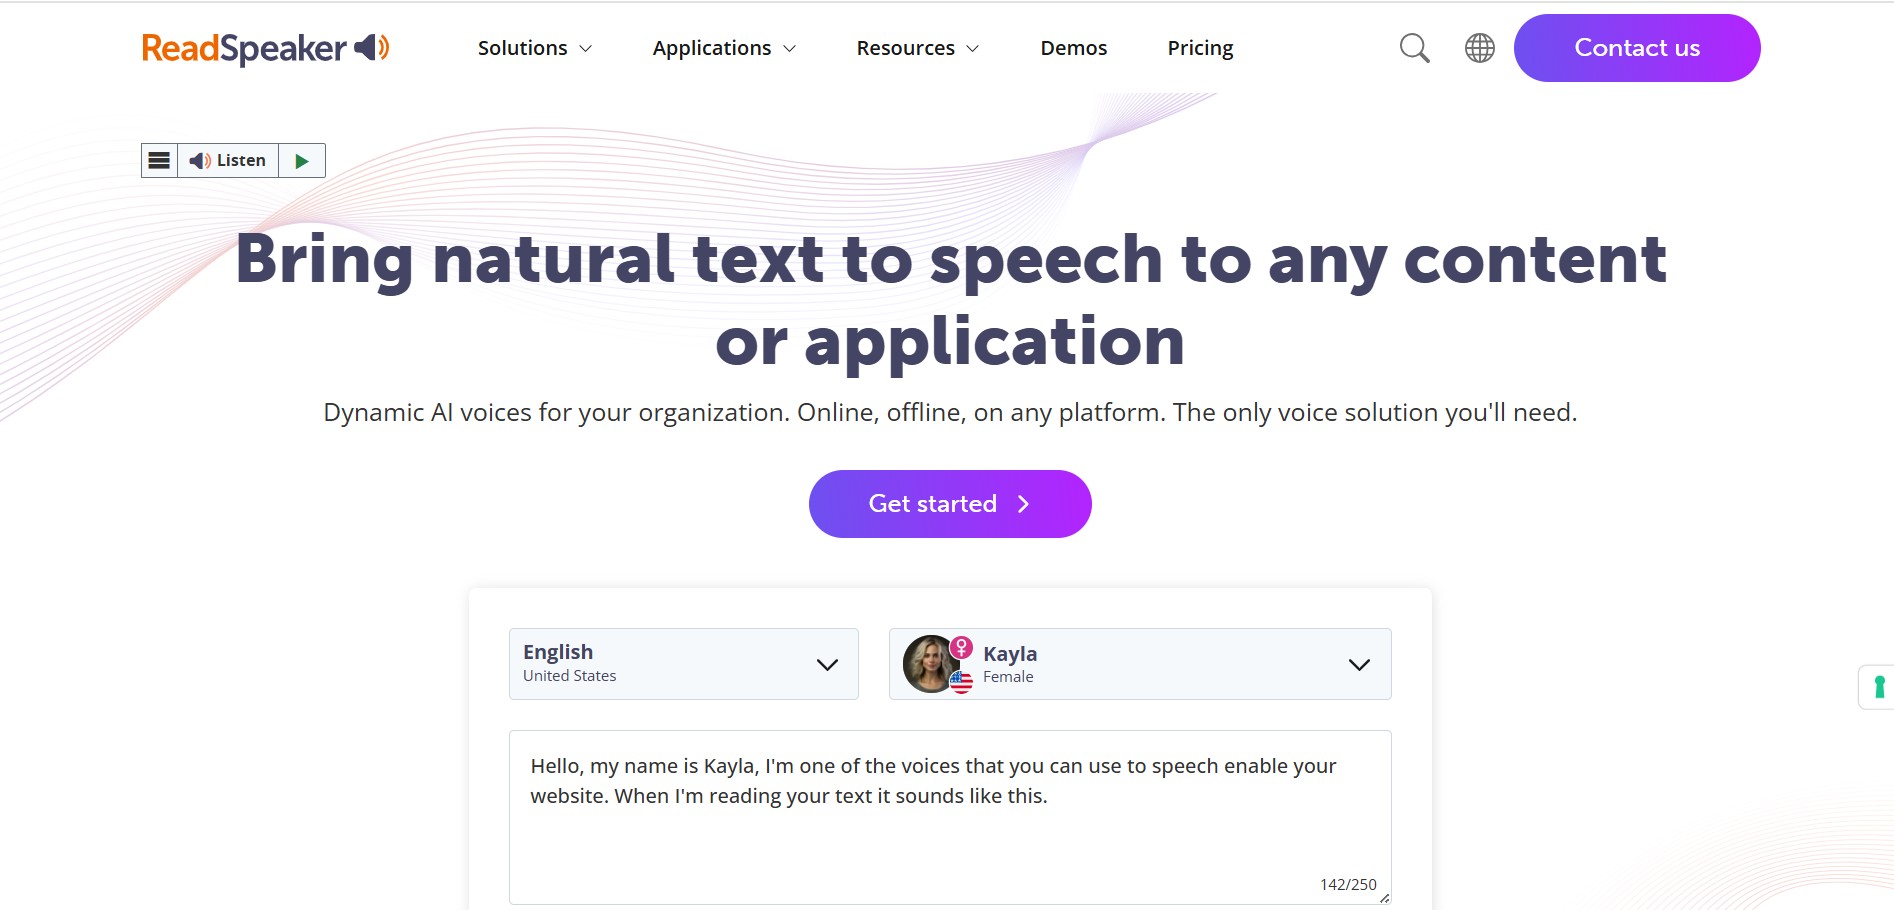 ReadSpeaker
Solutions
Applications
Resources
Demos
Pricing
Contact us
Listen
Bring natural text to speech to any content
or application
Dynamic AI voices for your organization. Online, offline, on any platform. The only voice solution you'll need.
Get started
English
United States
Kayla
Female
Hello, my name is Kayla, I'm one of the voices that you can use to speech enable your
website. When I'm reading your text it sounds like this.
142/250